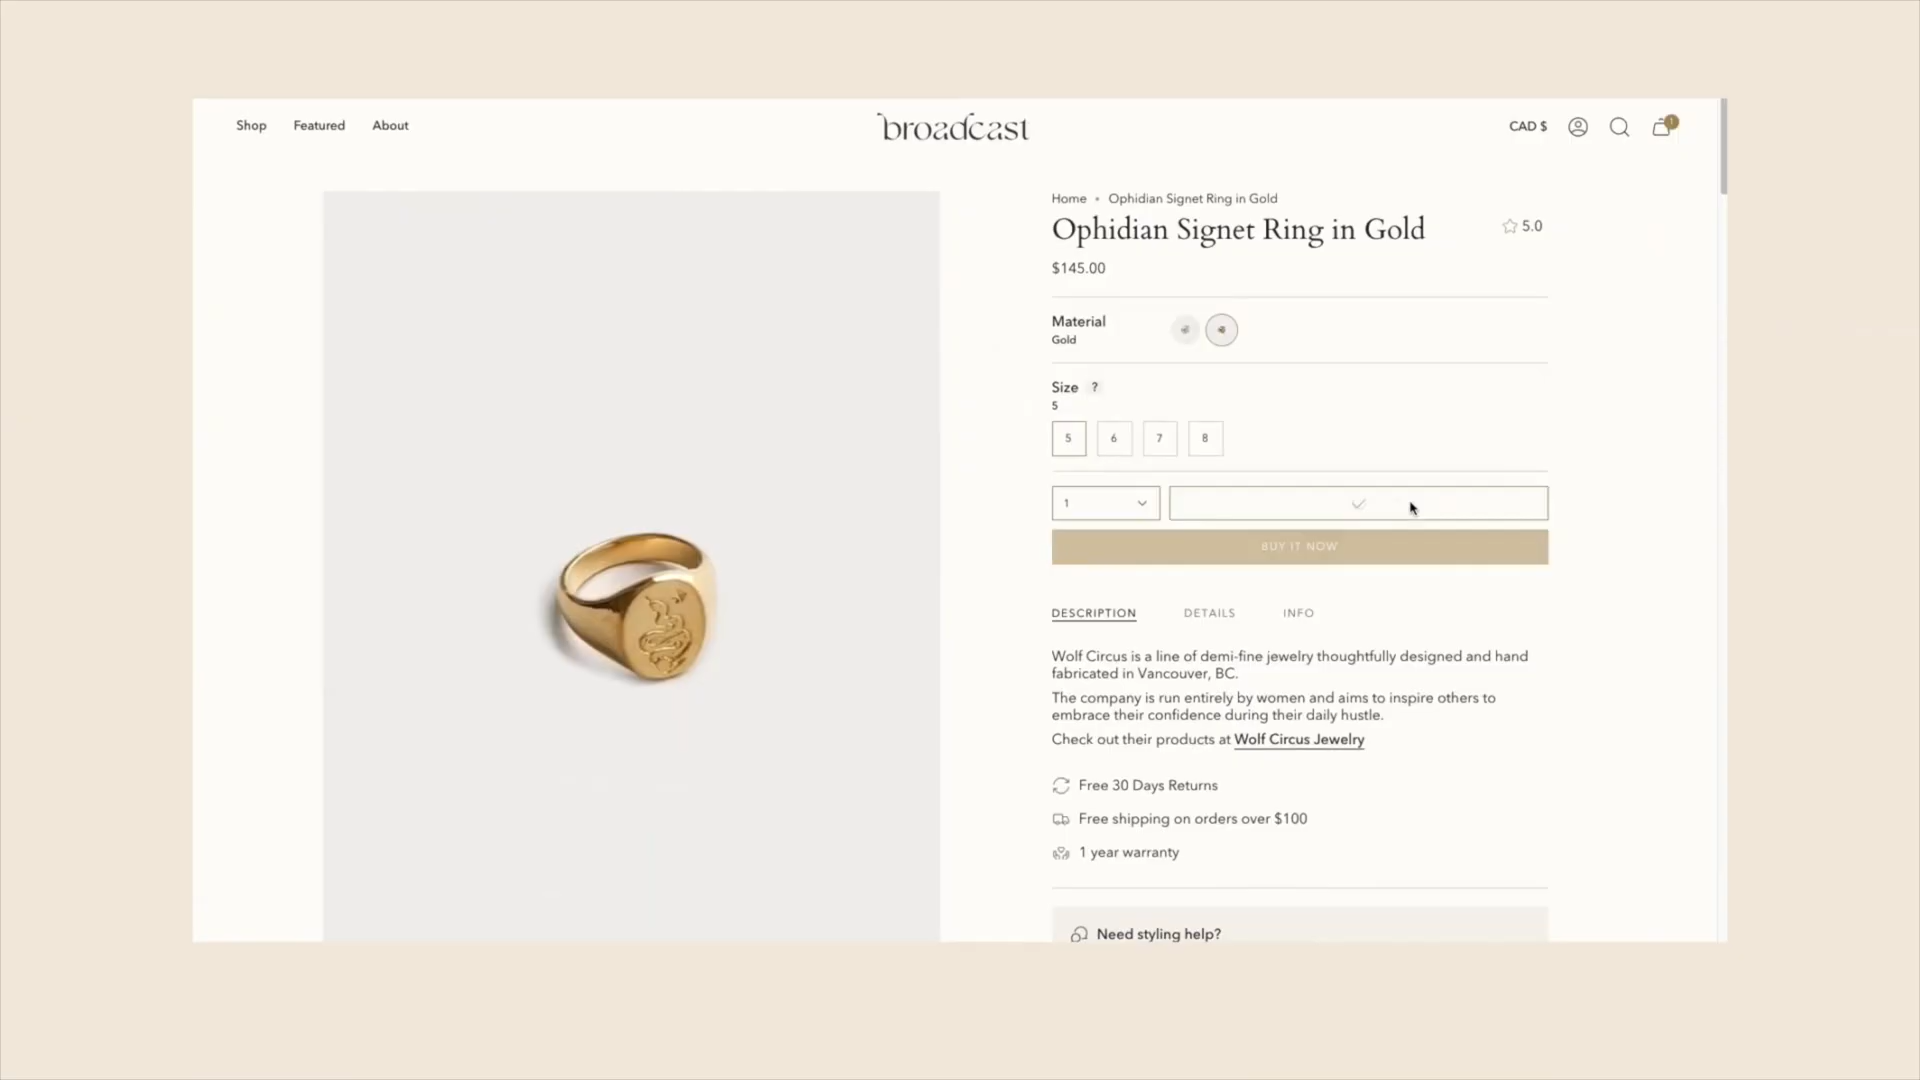 Shop Featured About
broadcast
CAD $
1
Home • Ophidian Signet Ring in Gold
Ophidian Signet Ring in Gold
5.0
$145.00
Material
Gold
Size ?
5
5 6 7 8
1
BUY IT NOW
DESCRIPTION DETAILS INFO
Wolf Circus is a line of demi-fine jewelry thoughtfully designed and hand
fabricated in Vancouver, BC.
The company is run entirely by women and aims to inspire others to
embrace their confidence during their daily hustle.
Check out their products at Wolf Circus Jewelry
Free 30 Days Returns
Free shipping on orders over $100
1 year warranty
Need styling help?